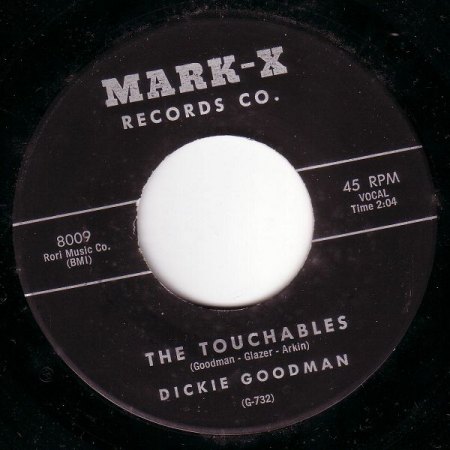 MARK-X
RECORDS CO.
45 RPM
VOCAL
Time 2:04
8009
Rori Music Co.
(BMI)
THE TOUCHABLES
(Goodman - Glazer - Arkin)
DICKIE GOODMAN
(G-732)